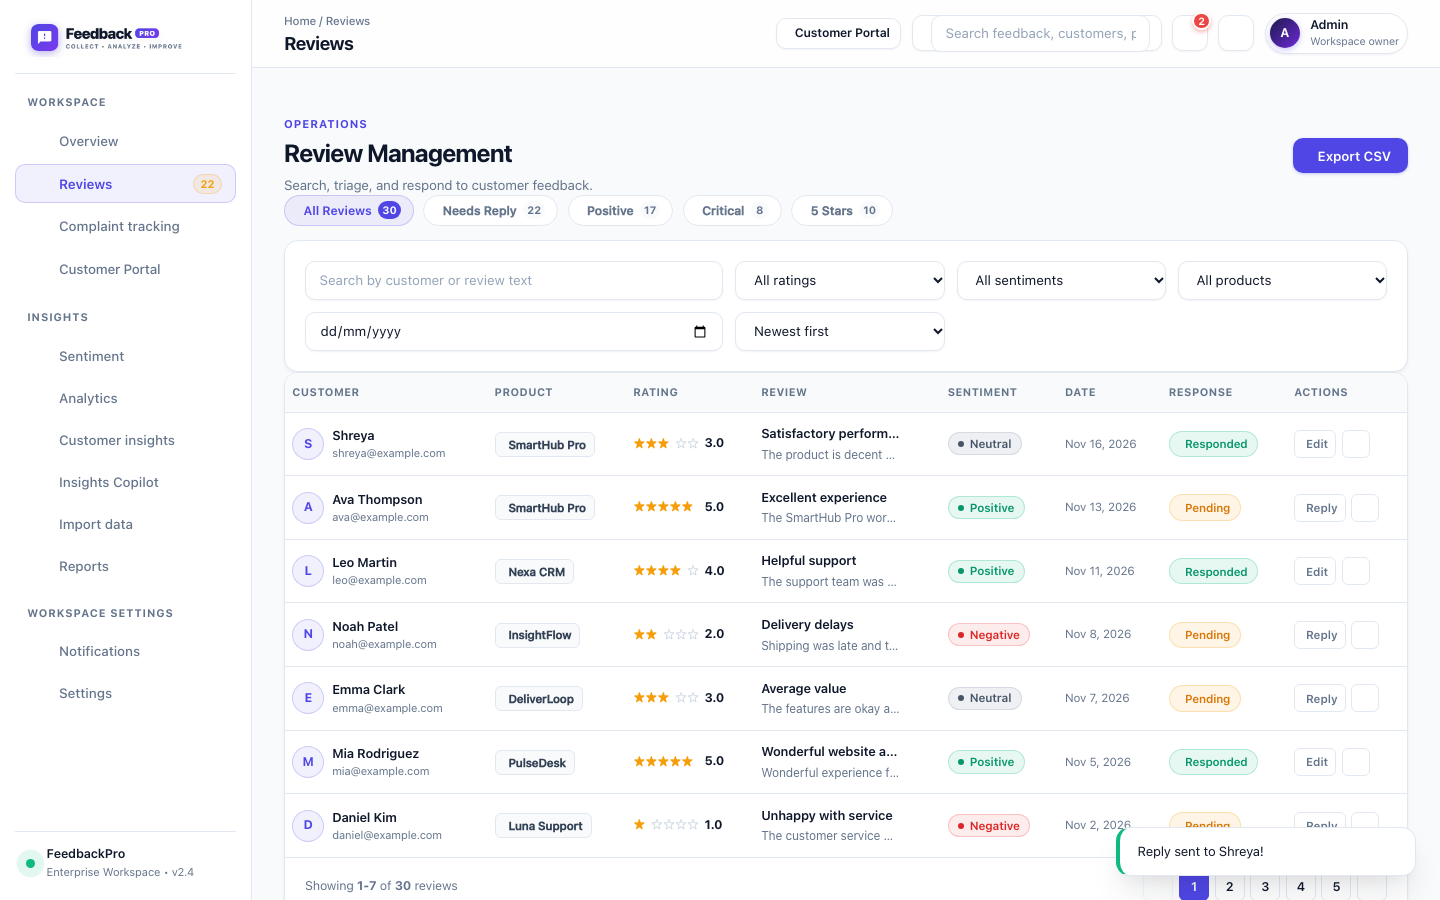 Feedback PRO
COLLECT • ANALYZE • IMPROVE
WORKSPACE
Overview
Reviews 22
Complaint tracking
Customer Portal
INSIGHTS
Sentiment
Analytics
Customer insights
Insights Copilot
Import data
Reports
WORKSPACE SETTINGS
Notifications
Settings
FeedbackPro
Enterprise Workspace • v2.4
Home / Reviews
Reviews
Customer Portal
Search feedback, customers, p
2
A
Admin
Workspace owner
OPERATIONS
Review Management
Search, triage, and respond to customer feedback.
Export CSV
All Reviews 30
Needs Reply 22
Positive 17
Critical 8
5 Stars 10
Search by customer or review text
All ratings
All sentiments
All products
dd/mm/yyyy
Newest first
CUSTOMER PRODUCT RATING REVIEW SENTIMENT DATE RESPONSE ACTIONS
S Shreya
shreya@example.com
SmartHub Pro
3.0
Satisfactory perform...
The product is decent ...
Neutral
Nov 16, 2026
Responded
Edit
A Ava Thompson
ava@example.com
SmartHub Pro
5.0
Excellent experience
The SmartHub Pro wor...
Positive
Nov 13, 2026
Pending
Reply
L Leo Martin
leo@example.com
Nexa CRM
4.0
Helpful support
The support team was ...
Positive
Nov 11, 2026
Responded
Edit
N Noah Patel
noah@example.com
InsightFlow
2.0
Delivery delays
Shipping was late and t...
Negative
Nov 8, 2026
Pending
Reply
E Emma Clark
emma@example.com
DeliverLoop
3.0
Average value
The features are okay a...
Neutral
Nov 7, 2026
Pending
Reply
M Mia Rodriguez
mia@example.com
PulseDesk
5.0
Wonderful website a...
Wonderful experience f...
Positive
Nov 5, 2026
Responded
Edit
D Daniel Kim
daniel@example.com
Luna Support
1.0
Unhappy with service
The customer service ...
Negative
Nov 2, 2026
Pending
Reply
Reply sent to Shreya!
Showing 1-7 of 30 reviews
1 2 3 4 5